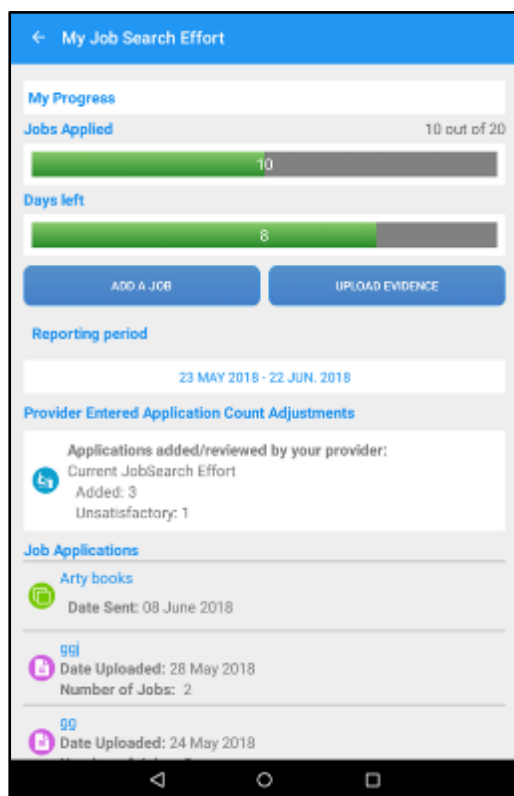 My Job Search Effort
My Progress
Jobs Applied 10 out of 20
10
Days left
8
ADD A JOB UPLOAD EVIDENCE
Reporting period
23 MAY 2018 - 22 JUN. 2018
Provider Entered Application Count Adjustments
Applications added/reviewed by your provider:
Current JobSearch Effort
Added: 3
Unsatisfactory: 1
Job Applications
Arty books
Date Sent: 08 June 2018
ggj
Date Uploaded: 28 May 2018
Number of Jobs: 2
gg
Date Uploaded: 24 May 2018